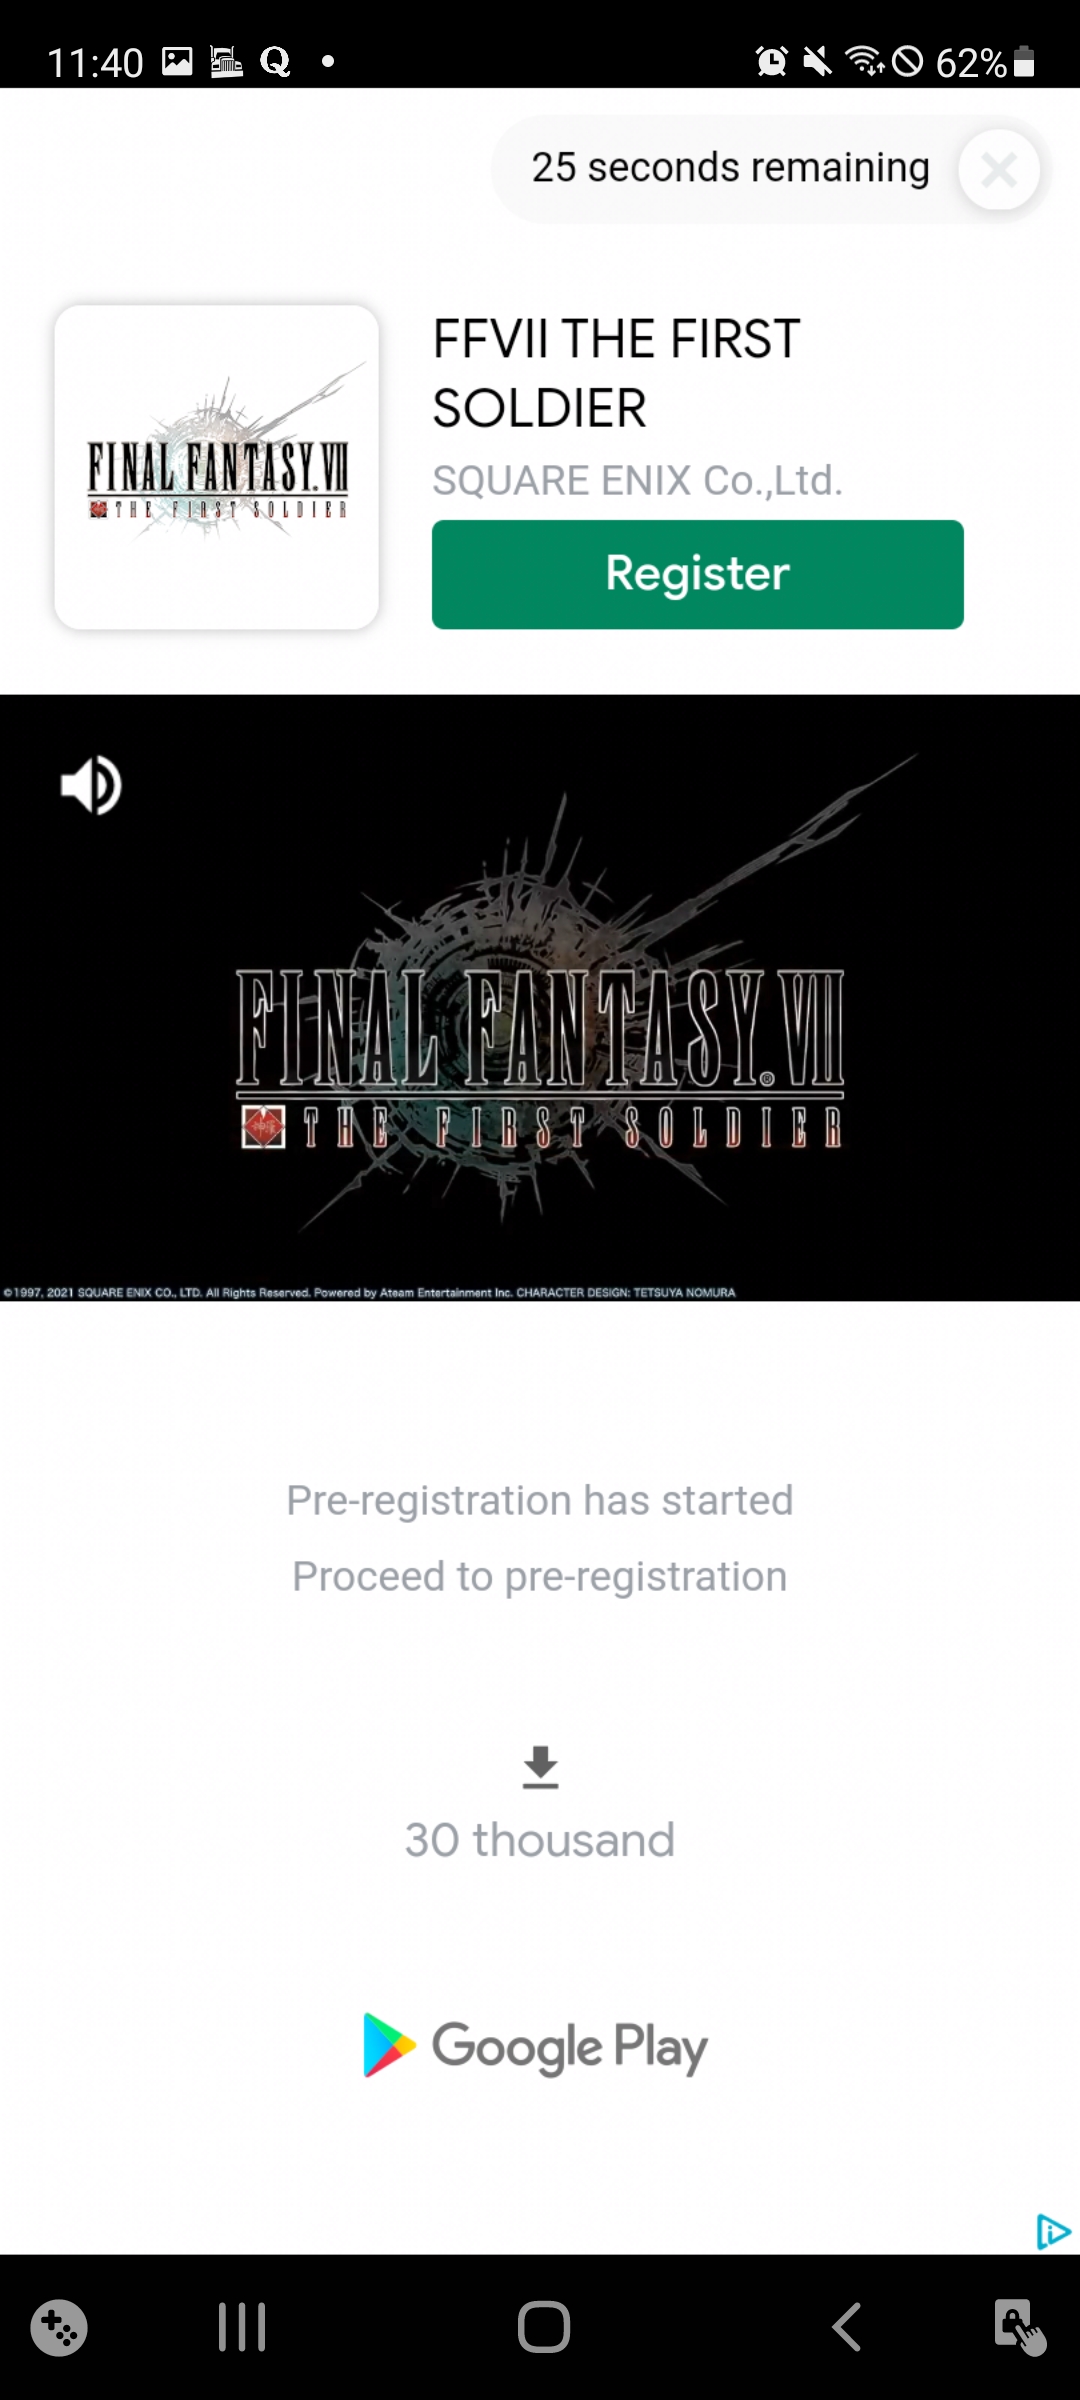 11:40
62%
25 seconds remaining
FINAL FANTASY.VII
THE FIRST SOLDIER
FFVII THE FIRST
SOLDIER
SQUARE ENIX Co.,Ltd.
Register
FINAL FANTASY.VII
®
THE FIRST SOLDIER
©1997, 2021 SQUARE ENIX CO., LTD. All Rights Reserved. Powered by Ateam Entertainment Inc. CHARACTER DESIGN: TETSUYA NOMURA
Pre-registration has started
Proceed to pre-registration
30 thousand
Google Play